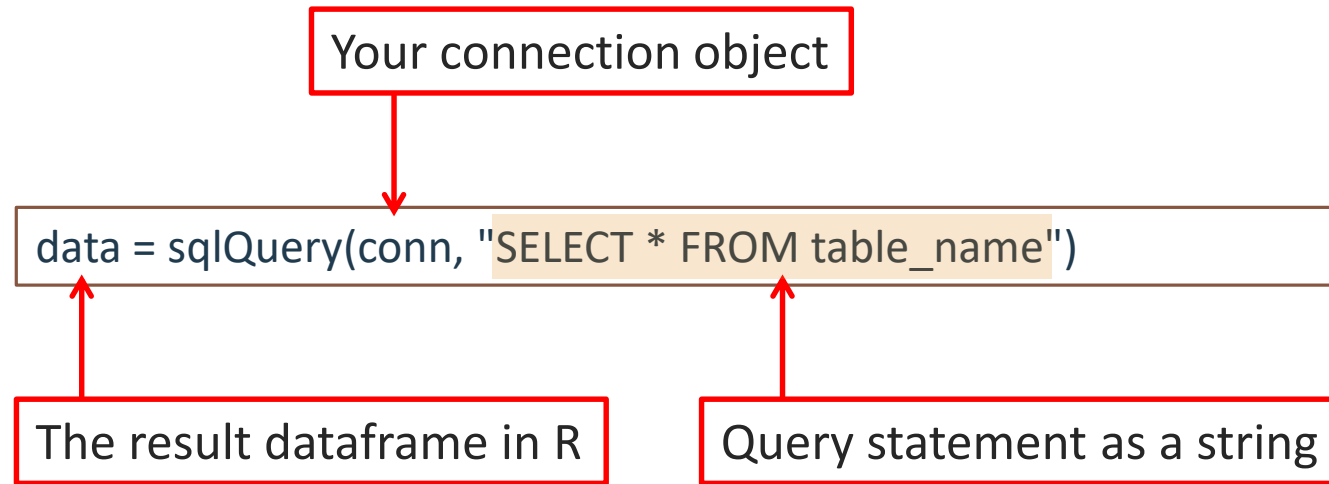 Your connection object
data = sqlQuery(conn, "SELECT * FROM table_name")
The result dataframe in R
Query statement as a string